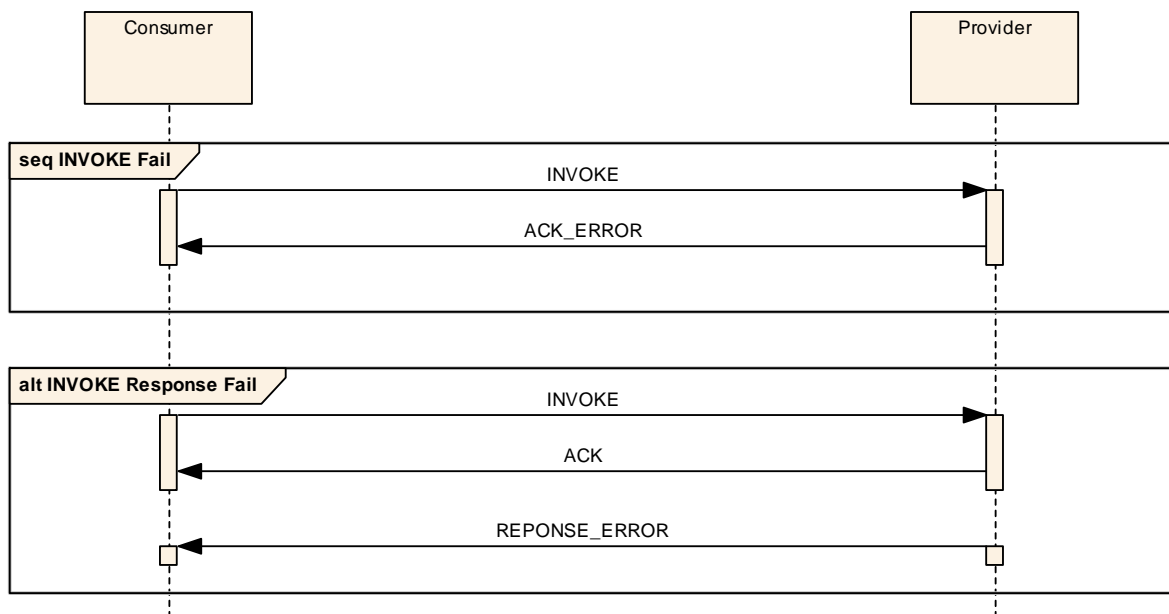 Consumer
Provider
seq INVOKE Fail
INVOKE
ACK_ERROR
alt INVOKE Response Fail
INVOKE
ACK
REPONSE_ERROR